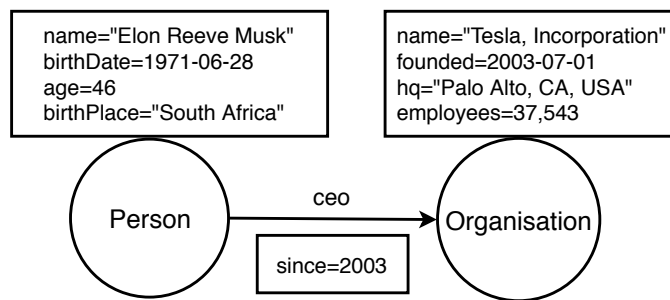 name="Elon Reeve Musk"
birthDate=1971-06-28
age=46
birthPlace="South Africa"
name="Tesla, Incorporation"
founded=2003-07-01
hq="Palo Alto, CA, USA"
employees=37,543
Person
ceo
Organisation
since=2003